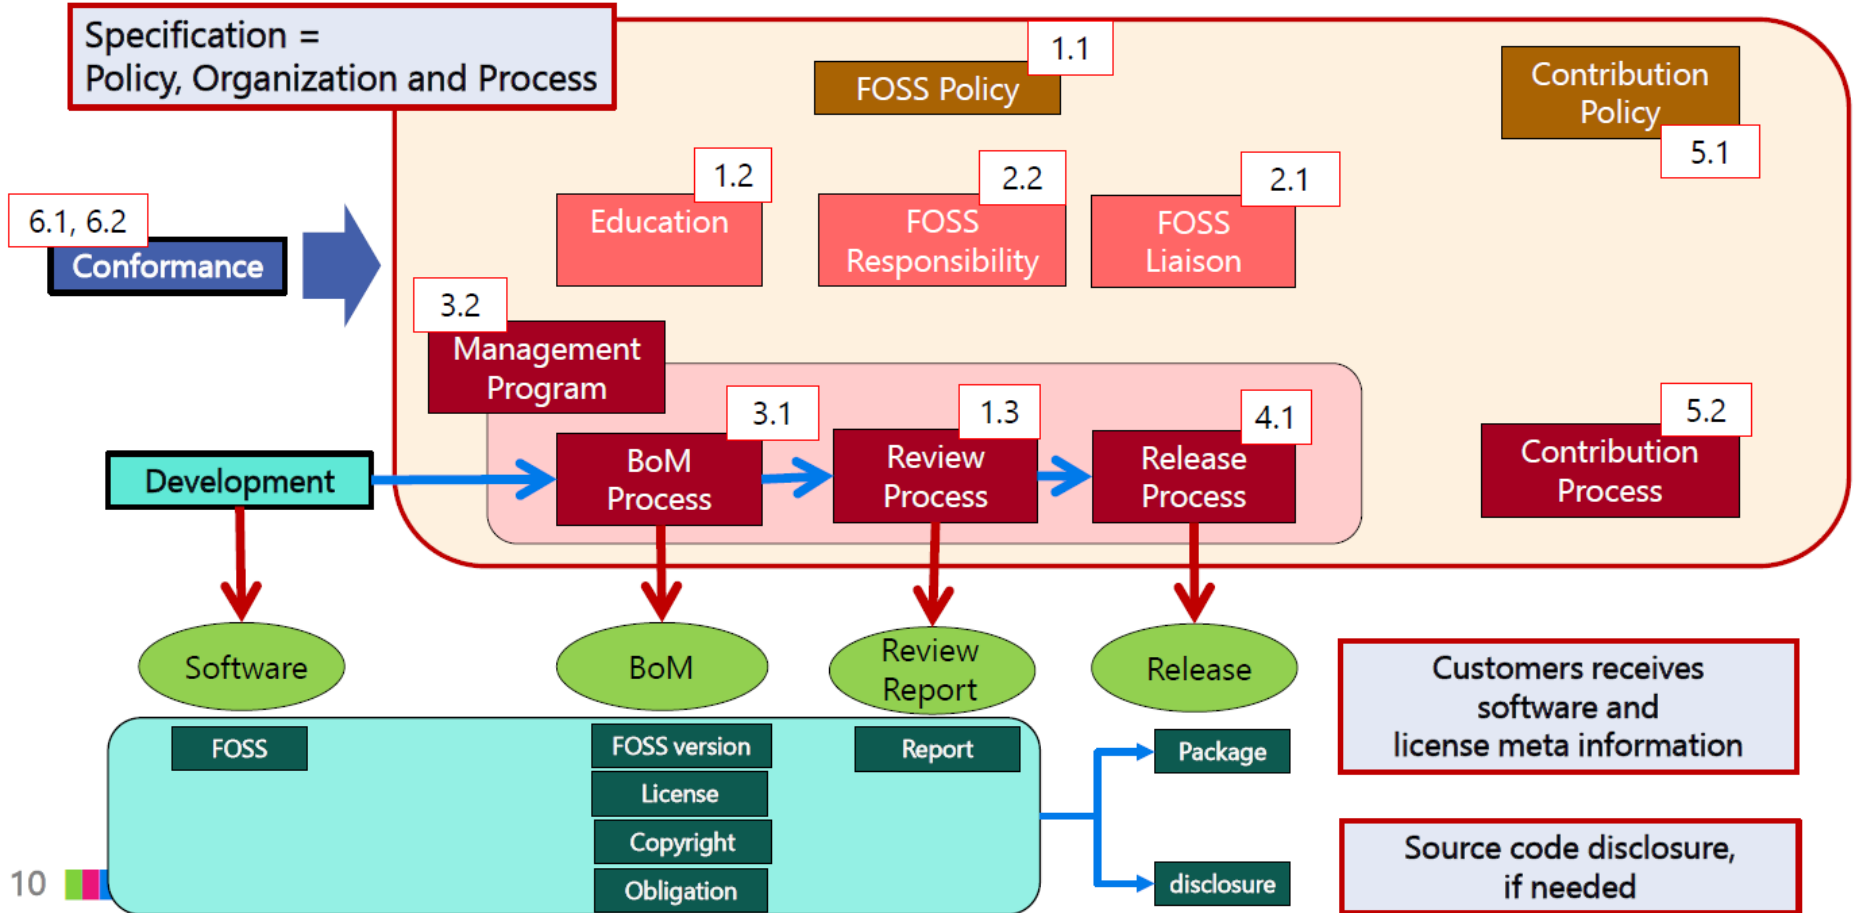 Specification =
Policy, Organization and Process
1.1
FOSS Policy
Contribution
Policy
5.1
1.2
Education
2.2
FOSS
Responsibility
2.1
FOSS
Liaison
6.1, 6.2
Conformance
3.2
Management
Program
3.1
BoM
Process
1.3
Review
Process
4.1
Release
Process
5.2
Contribution
Process
Development
Software
BoM
Review
Report
Release
Customers receives
software and
license meta information
FOSS
FOSS version
License
Copyright
Obligation
Report
Package
disclosure
Source code disclosure,
if needed
10